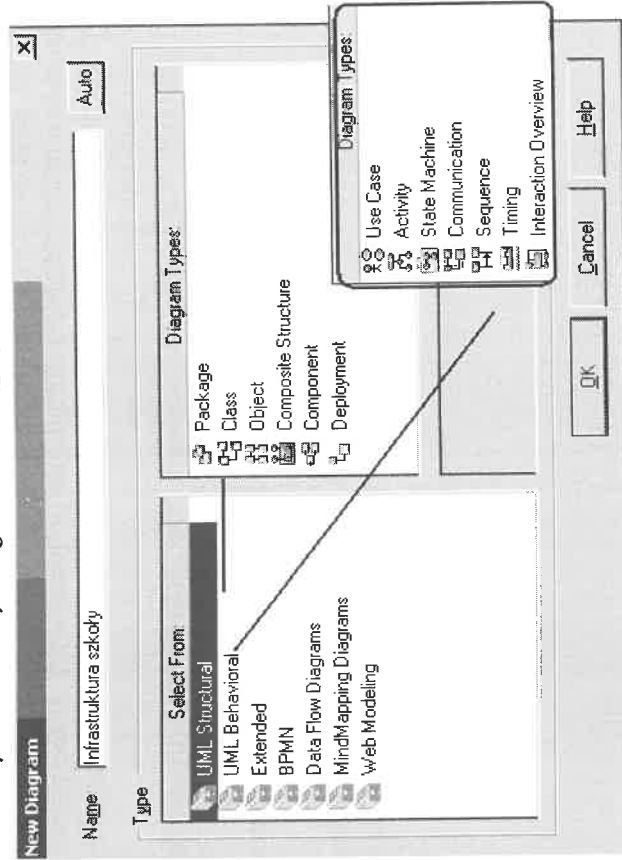 New Diagram
Name
Infrastruktura szkoły
Auto
Type
Select From:
UML Structural
UML Behavioral
Extended
BPMN
Data Flow Diagrams
MindMapping Diagrams
Web Modeling
Diagram Types:
Package
Class
Object
Composite Structure
Component
Deployment
Diagram Types:
Use Case
Activity
State Machine
Communication
Sequence
Timing
Interaction Overview
OK
Cancel
Help